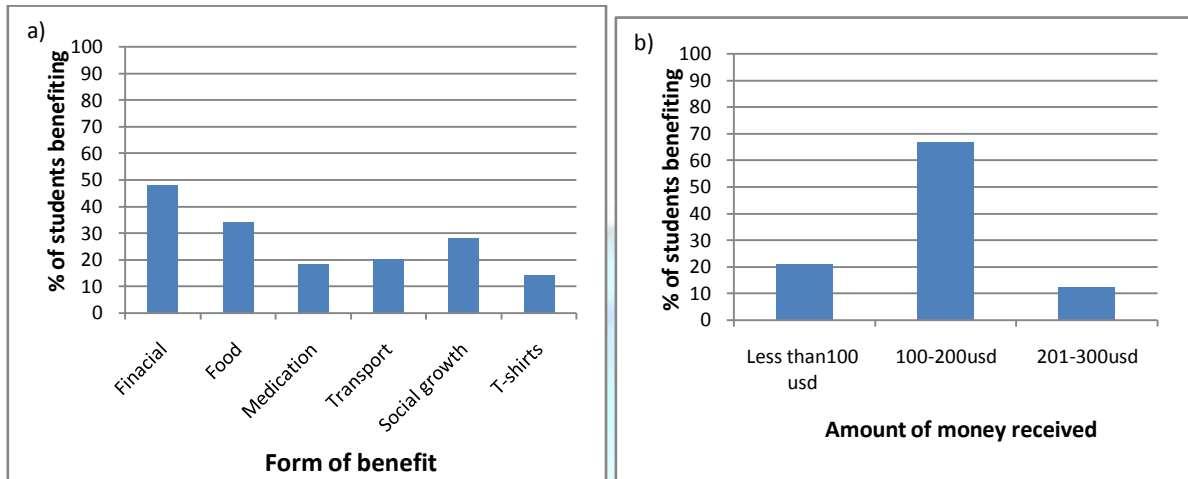 a)
% of students benefiting
100
90
80
70
60
50
40
30
20
10
0
Finacial
Food
Medication
Transport
Social growth
T-shirts
Form of benefit
b)
% of students benefiting
100
90
80
70
60
50
40
30
20
10
0
Less than100
usd
100-200usd
201-300usd
Amount of money received